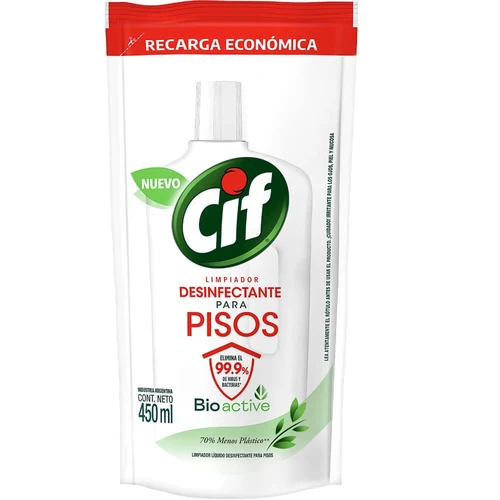 RECARGA ECONÓMICA
NUEVO
Cif
LIMPIADOR
DESINFECTANTE
PARA
PISOS
ELIMINA EL
99.9%
DE VIRUS Y
BACTERIAS*
Bioactive
INDUSTRIA ARGENTINA
CONT. NETO
450 ml
70% Menos Plástico**
LIMPIADOR LÍQUIDO DESINFECTANTE PARA PISOS
LEA ATENTAMENTE EL RÓTULO ANTES DE USAR EL PRODUCTO. ¡CUIDADO! IRRITANTE PARA LOS OJOS, PIEL Y MUCOSA